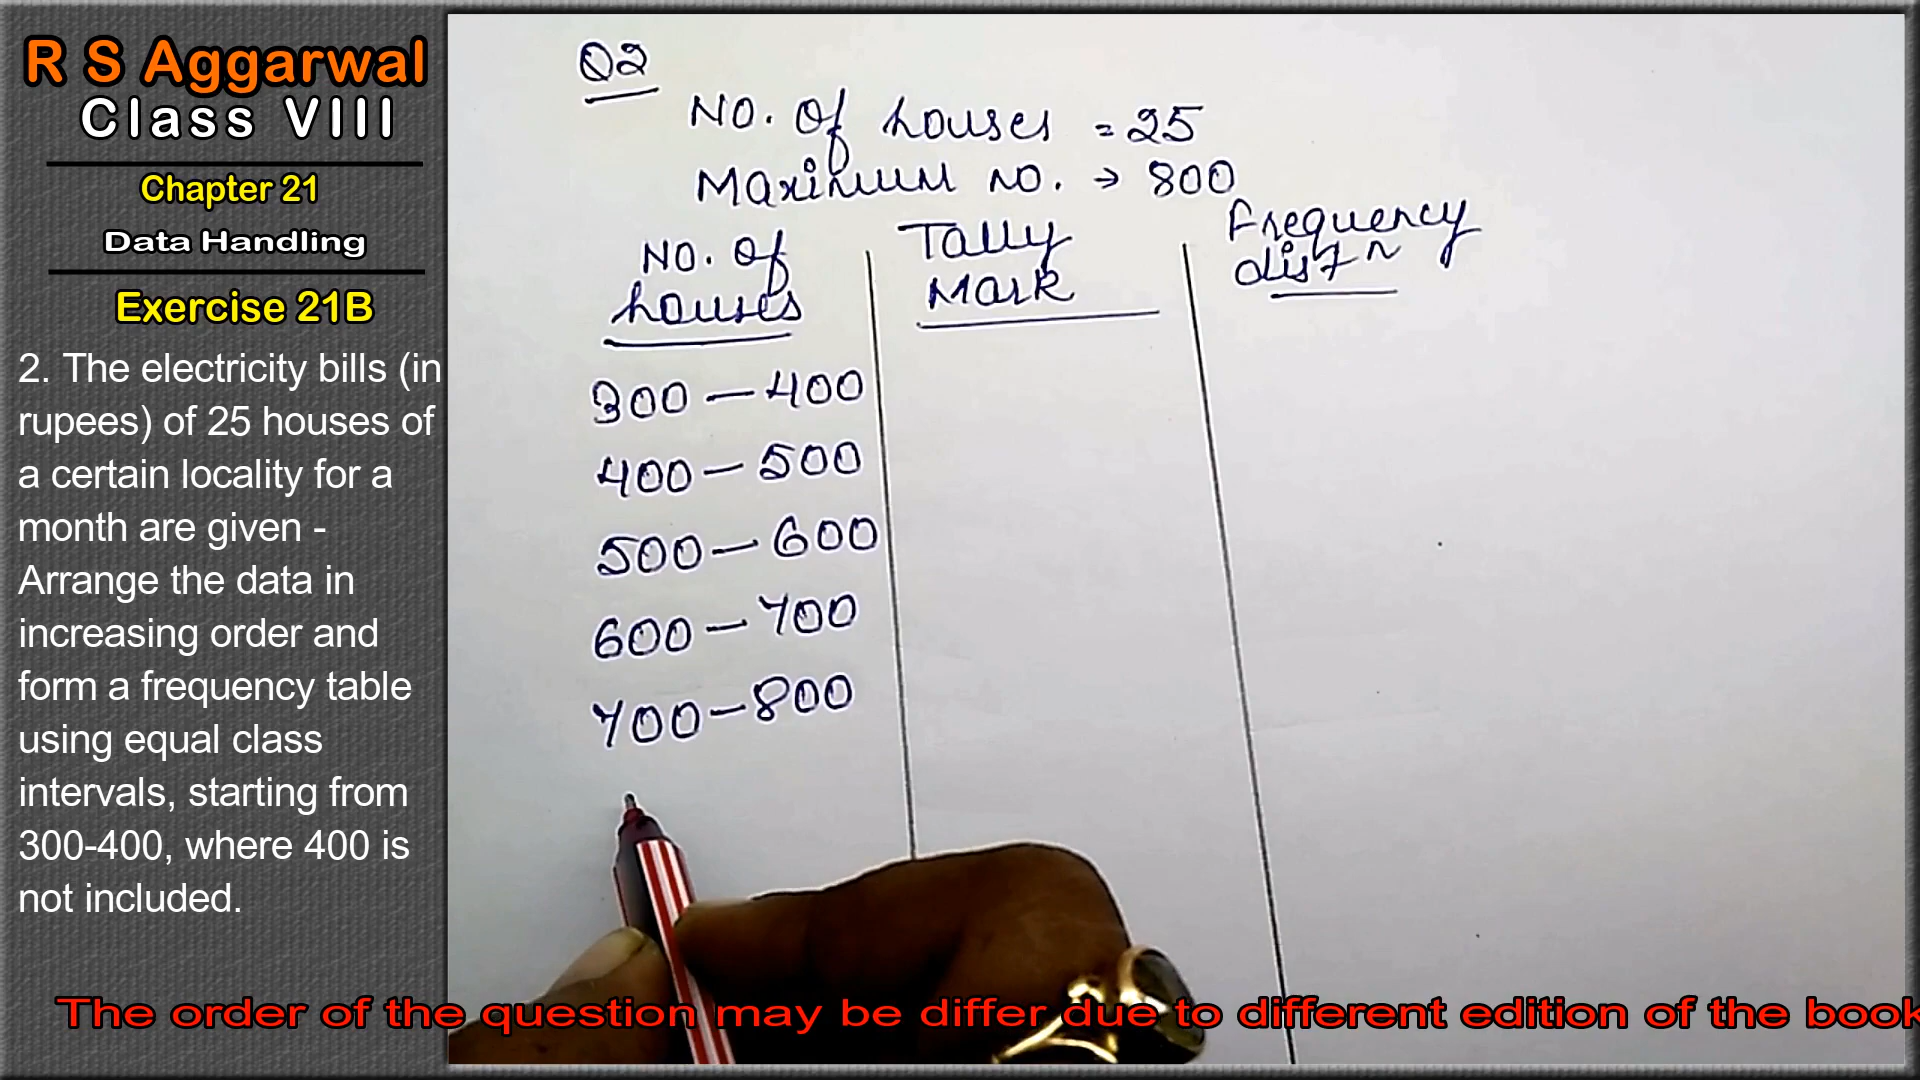 R S Aggarwal
Class VIII
Chapter 21
Data Handling
Exercise 21B
2. The electricity bills (in
rupees) of 25 houses of
a certain locality for a
month are given -
Arrange the data in
increasing order and
form a frequency table
using equal class
intervals, starting from
300-400, where 400 is
not included.
Q2
No. of houses = 25
Maximum no. → 800
No. of houses
Tally Mark
Frequency distn
300 — 400
400 — 500
500 — 600
600 — 700
700 — 800
The order of the question may be differ due to different edition of the book